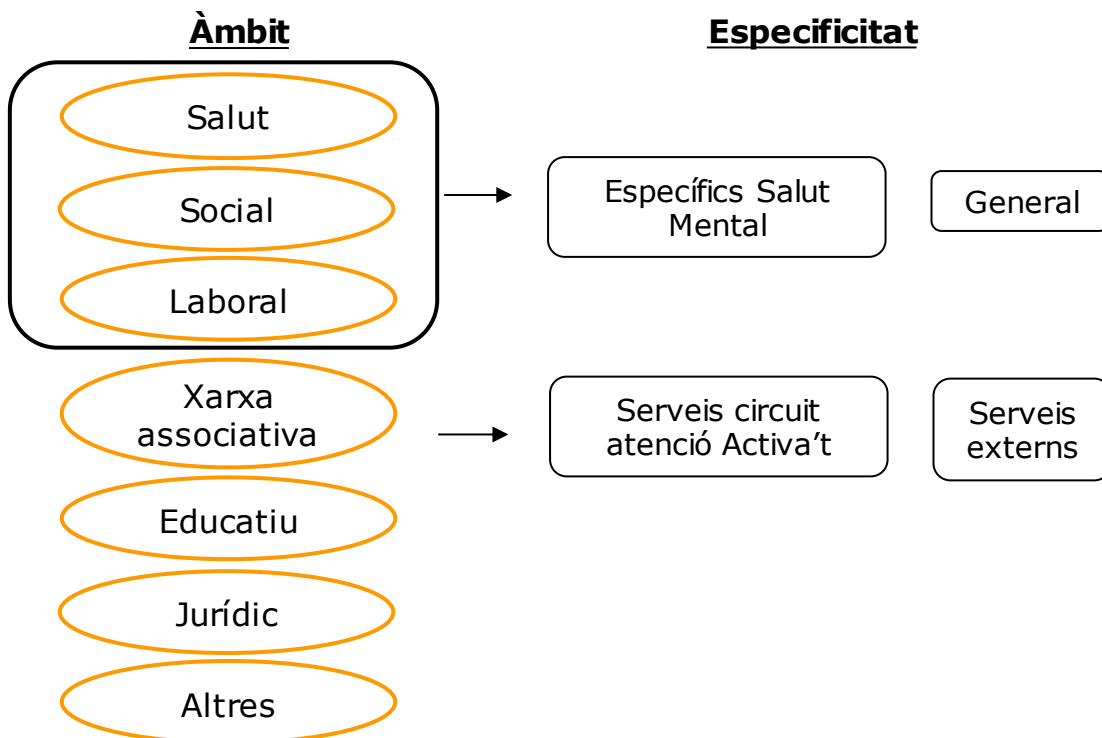 Àmbit
Especificitat
Salut
Social
Laboral
Específics Salut
Mental
General
Xarxa
associativa
Serveis circuit
atenció Activa’t
Serveis
externs
Educatiu
Jurídic
Altres